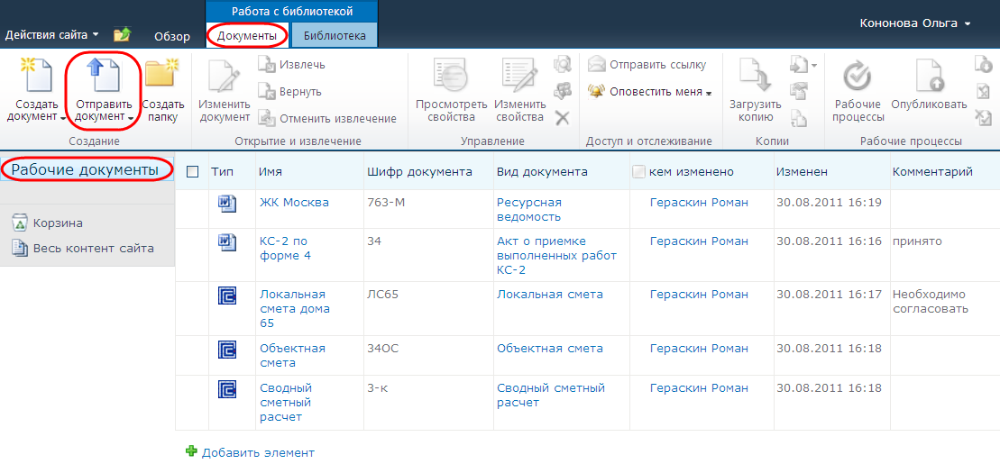 Работа с библиотекой
Кононова Ольга
Действия сайта
Обзор
Документы
Библиотека
Создать документ
Отправить документ
Создать папку
Создание
Изменить документ
Извлечь
Вернуть
Отменить извлечение
Открытие и извлечение
Просмотреть свойства
Изменить свойства
Управление
Отправить ссылку
Оповестить меня
Доступ и отслеживание
Загрузить копию
Копии
Рабочие процессы
Опубликовать
Рабочие процессы
Рабочие документы
Корзина
Весь контент сайта
Тип Имя Шифр документа Вид документа кем изменено Изменен Комментарий
ЖК Москва 763-М Ресурсная ведомость Гераскин Роман 30.08.2011 16:19
КС-2 по форме 4 34 Акт о приемке выполненных работ КС-2 Гераскин Роман 30.08.2011 16:16 принято
Локальная смета дома 65 ЛС65 Локальная смета Гераскин Роман 30.08.2011 16:17 Необходимо согласовать
Объектная смета 34ОС Объектная смета Гераскин Роман 30.08.2011 16:18
Сводный сметный расчет 3-к Сводный сметный расчет Гераскин Роман 30.08.2011 16:18
Добавить элемент